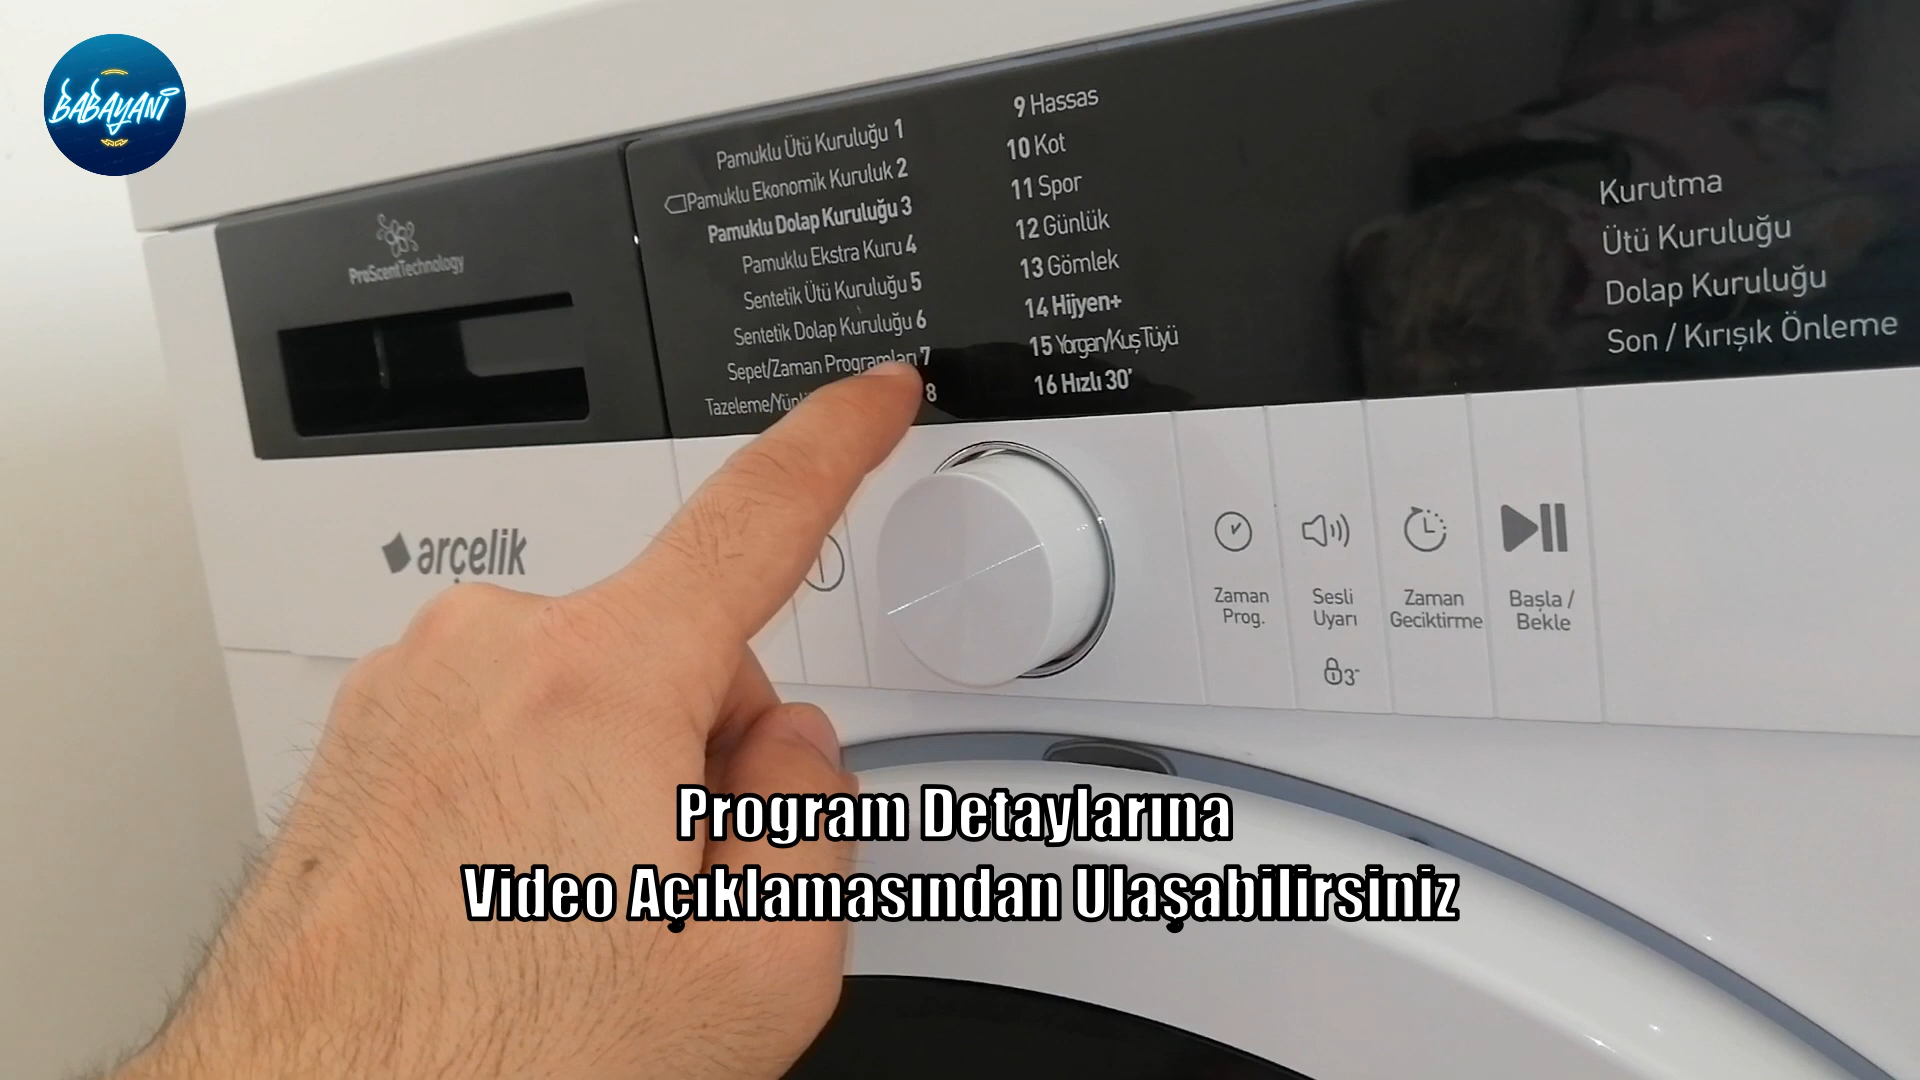 BABAYANİ
ProScentTechnology
Pamuklu Ütü Kuruluğu 1
Pamuklu Ekonomik Kuruluk 2
Pamuklu Dolap Kuruluğu 3
Pamuklu Ekstra Kuru 4
Sentetik Ütü Kuruluğu 5
Sentetik Dolap Kuruluğu 6
Sepet/Zaman Programları 7
Tazeleme/ 8
9 Hassas
10 Kot
11 Spor
12 Günlük
13 Gömlek
14 Hijyen+
15 Yorgan/Kuş Tüyü
16 Hızlı 30'
Kurutma
Ütü Kuruluğu
Dolap Kuruluğu
Son / Kırışık Önleme
arçelik
Zaman
Prog.
Sesli
Uyarı
3"
Zaman
Geciktirme
Başla /
Bekle
Program Detaylarına
Video Açıklamasından Ulaşabilirsiniz